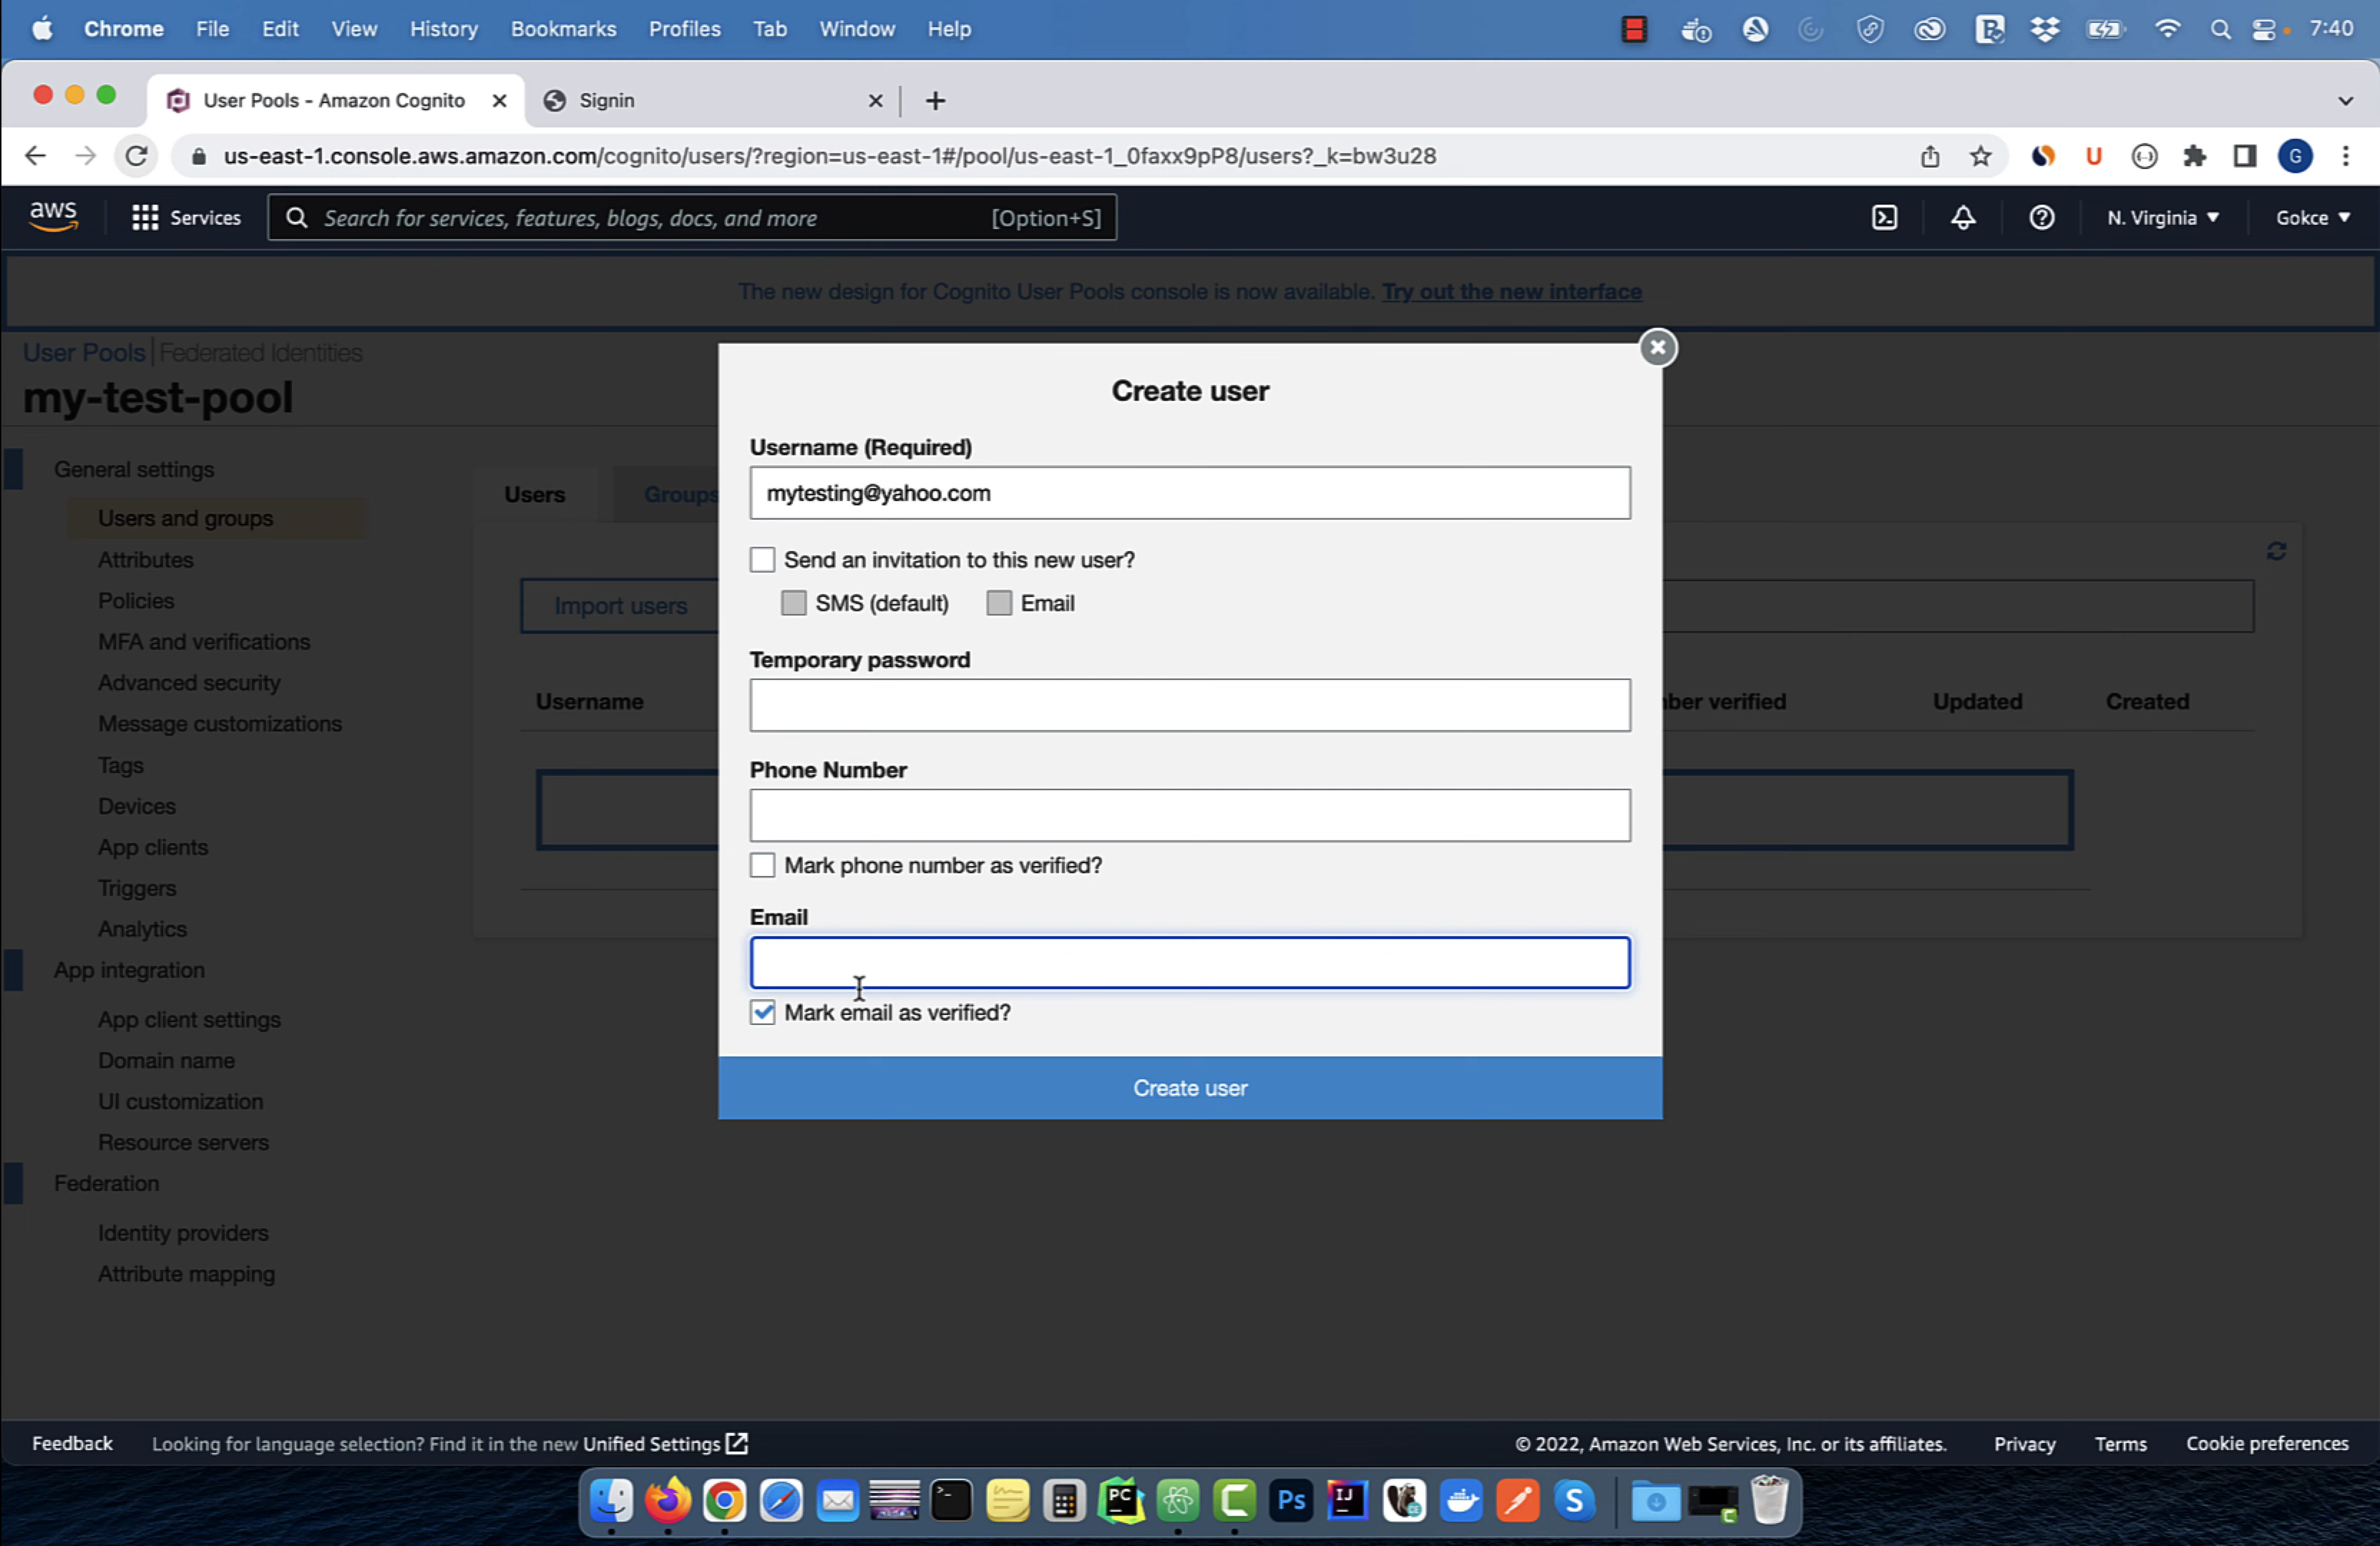 Chrome File Edit View History Bookmarks Profiles Tab Window Help 7:40
User Pools - Amazon Cognito Signin
us-east-1.console.aws.amazon.com/cognito/users/?region=us-east-1#/pool/us-east-1_0faxx9pP8/users?_k=bw3u28 U G
aws Services Search for services, features, blogs, docs, and more [Option+S] N. Virginia Gokce
The new design for Cognito User Pools console is now available. Try out the new interface
User Pools Federated Identities
my-test-pool
General settings
Users and groups
Attributes
Policies
MFA and verifications
Advanced security
Message customizations
Tags
Devices
App clients
Triggers
Analytics
App integration
App client settings
Domain name
UI customization
Resource servers
Federation
Identity providers
Attribute mapping
Users Groups
Import users
Username ber verified Updated Created
Create user
Username (Required)
mytesting@yahoo.com
Send an invitation to this new user?
SMS (default) Email
Temporary password
Phone Number
Mark phone number as verified?
Email
Mark email as verified?
Create user
Feedback Looking for language selection? Find it in the new Unified Settings © 2022, Amazon Web Services, Inc. or its affiliates. Privacy Terms Cookie preferences
PC C Ps IJ S